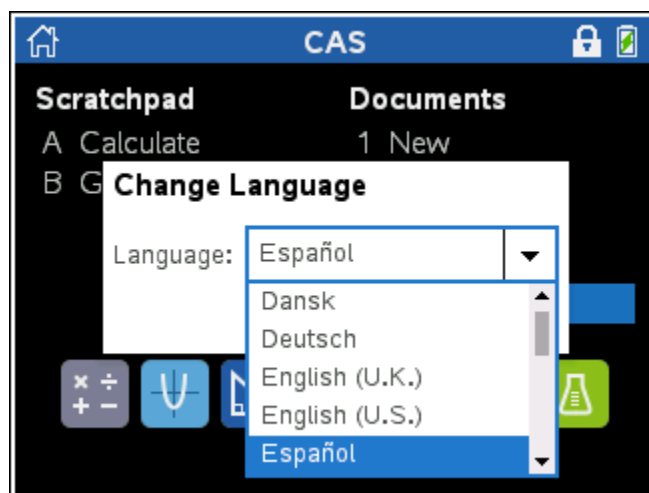 CAS
Scratchpad Documents
A Calculate 1 New
B G
Change Language
Language: Español
Dansk
Deutsch
English (U.K.)
English (U.S.)
Español